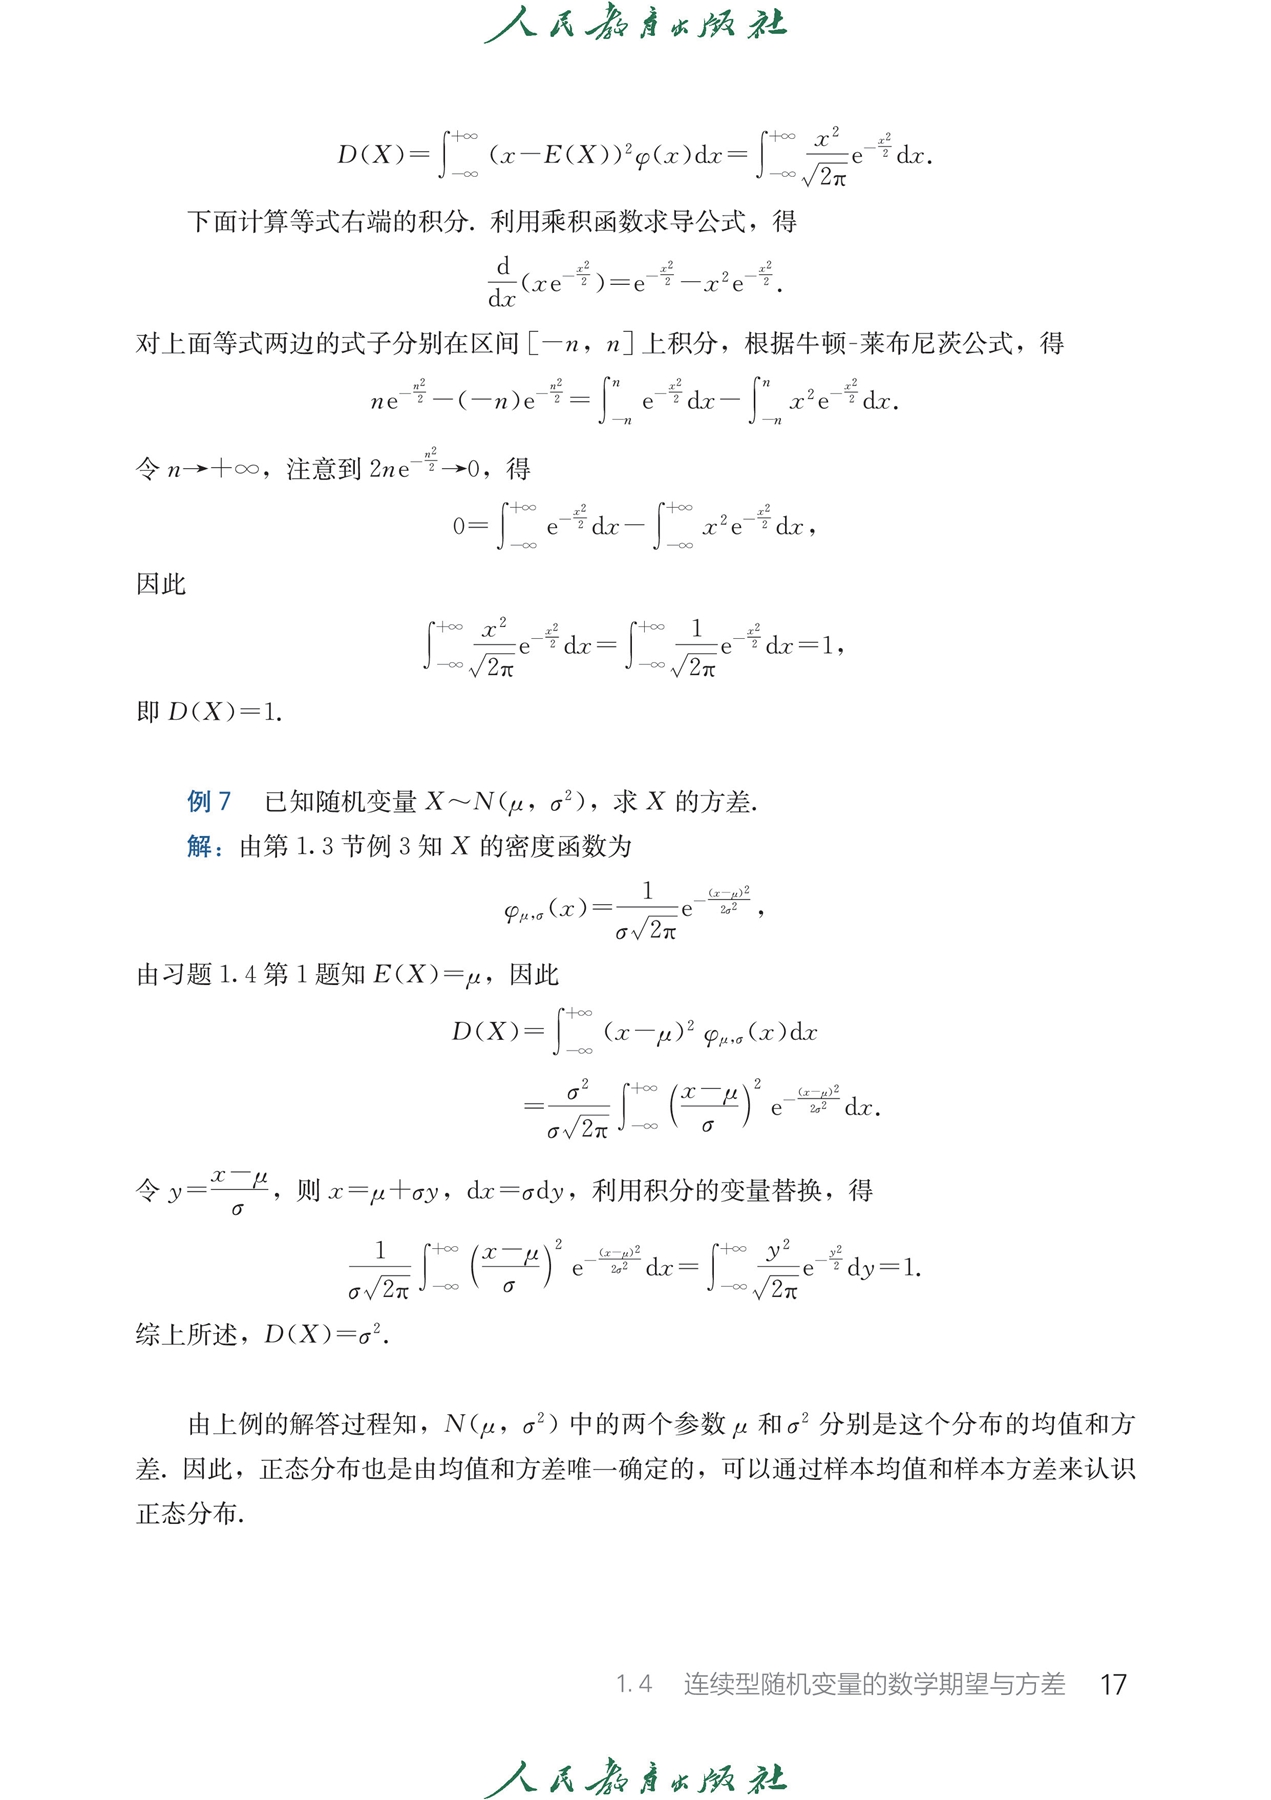 人民教育出版社
$D(X)=\int_{-\infty}^{+\infty}(x-E(X))^2\varphi(x)\mathrm{d}x=\int_{-\infty}^{+\infty}\frac{x^2}{\sqrt{2\pi}}\mathrm{e}^{-\frac{x^2}{2}}\mathrm{d}x.$
下面计算等式右端的积分. 利用乘积函数求导公式，得
$\frac{\mathrm{d}}{\mathrm{d}x}(x\mathrm{e}^{-\frac{x^2}{2}})=\mathrm{e}^{-\frac{x^2}{2}}-x^2\mathrm{e}^{-\frac{x^2}{2}}.$
对上面等式两边的式子分别在区间$[-n，n]$上积分，根据牛顿-莱布尼茨公式，得
$n\mathrm{e}^{-\frac{n^2}{2}}-(-n)\mathrm{e}^{-\frac{n^2}{2}}=\int_{-n}^{n}\mathrm{e}^{-\frac{x^2}{2}}\mathrm{d}x-\int_{-n}^{n}x^2\mathrm{e}^{-\frac{x^2}{2}}\mathrm{d}x.$
令 $n\to+\infty$，注意到 $2n\mathrm{e}^{-\frac{n^2}{2}}\to0$，得
$0=\int_{-\infty}^{+\infty}\mathrm{e}^{-\frac{x^2}{2}}\mathrm{d}x-\int_{-\infty}^{+\infty}x^2\mathrm{e}^{-\frac{x^2}{2}}\mathrm{d}x，$
因此
$\int_{-\infty}^{+\infty}\frac{x^2}{\sqrt{2\pi}}\mathrm{e}^{-\frac{x^2}{2}}\mathrm{d}x=\int_{-\infty}^{+\infty}\frac{1}{\sqrt{2\pi}}\mathrm{e}^{-\frac{x^2}{2}}\mathrm{d}x=1，$
即 $D(X)=1.$
例 7 已知随机变量 $X\sim N(\mu，\sigma^2)$，求 $X$ 的方差.
解：由第 1.3 节例 3 知 $X$ 的密度函数为
$\varphi_{\mu,\sigma}(x)=\frac{1}{\sigma\sqrt{2\pi}}\mathrm{e}^{-\frac{(x-\mu)^2}{2\sigma^2}}，$
由习题 1.4 第 1 题知 $E(X)=\mu$，因此
$D(X)=\int_{-\infty}^{+\infty}(x-\mu)^2\varphi_{\mu,\sigma}(x)\mathrm{d}x$
$=\frac{\sigma^2}{\sigma\sqrt{2\pi}}\int_{-\infty}^{+\infty}\left(\frac{x-\mu}{\sigma}\right)^2\mathrm{e}^{-\frac{(x-\mu)^2}{2\sigma^2}}\mathrm{d}x.$
令 $y=\frac{x-\mu}{\sigma}$，则 $x=\mu+\sigma y$，$\mathrm{d}x=\sigma\mathrm{d}y$，利用积分的变量替换，得
$\frac{1}{\sigma\sqrt{2\pi}}\int_{-\infty}^{+\infty}\left(\frac{x-\mu}{\sigma}\right)^2\mathrm{e}^{-\frac{(x-\mu)^2}{2\sigma^2}}\mathrm{d}x=\int_{-\infty}^{+\infty}\frac{y^2}{\sqrt{2\pi}}\mathrm{e}^{-\frac{y^2}{2}}\mathrm{d}y=1.$
综上所述，$D(X)=\sigma^2.$
由上例的解答过程知，$N(\mu，\sigma^2)$ 中的两个参数 $\mu$ 和 $\sigma^2$ 分别是这个分布的均值和方
差. 因此，正态分布也是由均值和方差唯一确定的，可以通过样本均值和样本方差来认识
正态分布.
1.4 连续型随机变量的数学期望与方差 17
人民教育出版社